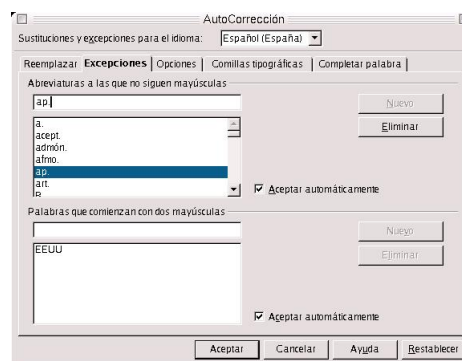 AutoCorrección
Sustituciones y excepciones para el idioma: Español (España)
Reemplazar Excepciones Opciones Comillas tipográficas Completar palabra
Abreviaturas a las que no siguen mayúsculas
ap. Nuevo
a. Eliminar
acept.
admón.
afmo.
ap.
art. Aceptar automáticamente
B
Palabras que comienzan con dos mayúsculas
Nuevo
EEUU Eliminar
Aceptar automáticamente
Aceptar Cancelar Ayuda Restablecer